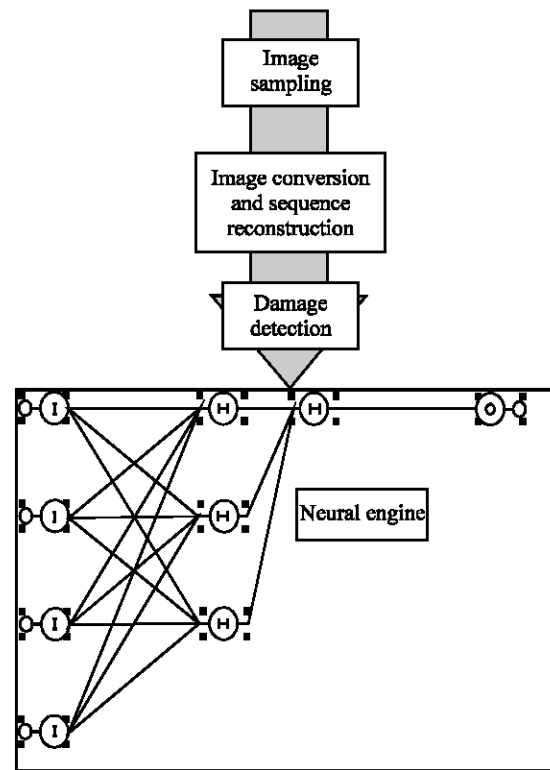 Image
sampling
Image conversion
and sequence
reconstruction
Damage
detection
I H H O
I H
Neural engine
I H
I